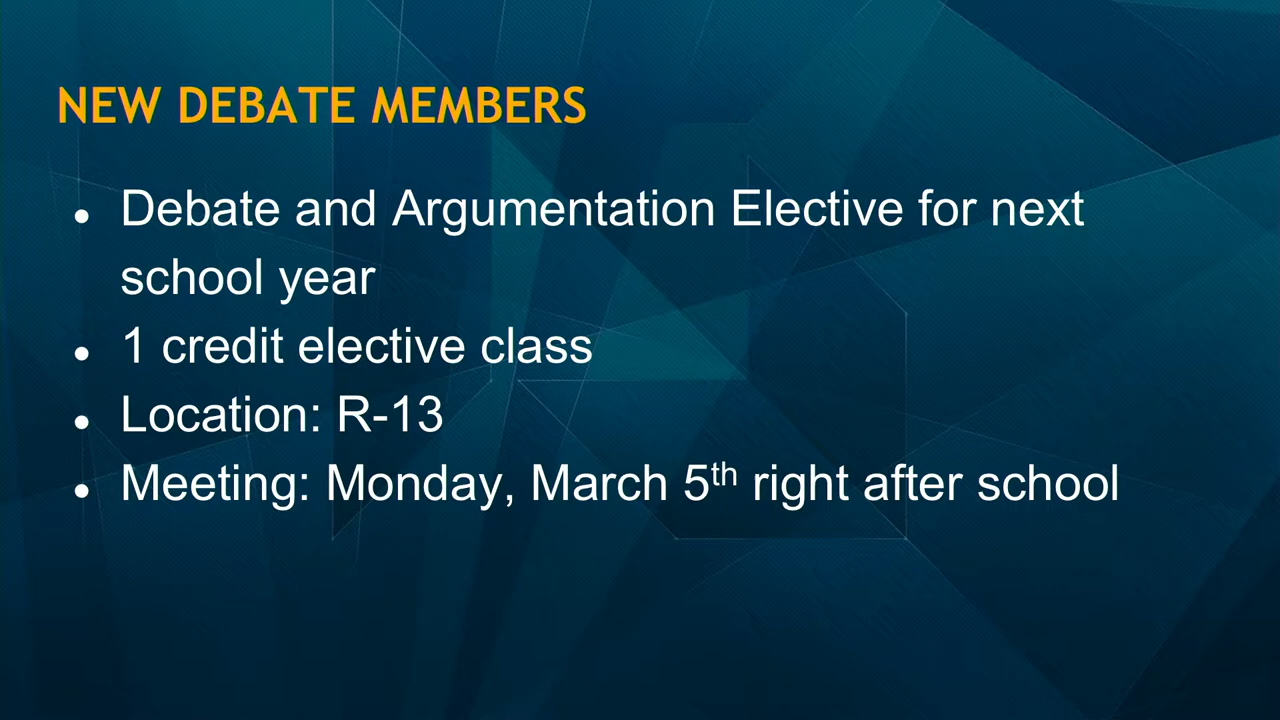 NEW DEBATE MEMBERS
● Debate and Argumentation Elective for next
school year
● 1 credit elective class
● Location: R-13
● Meeting: Monday, March 5th right after school